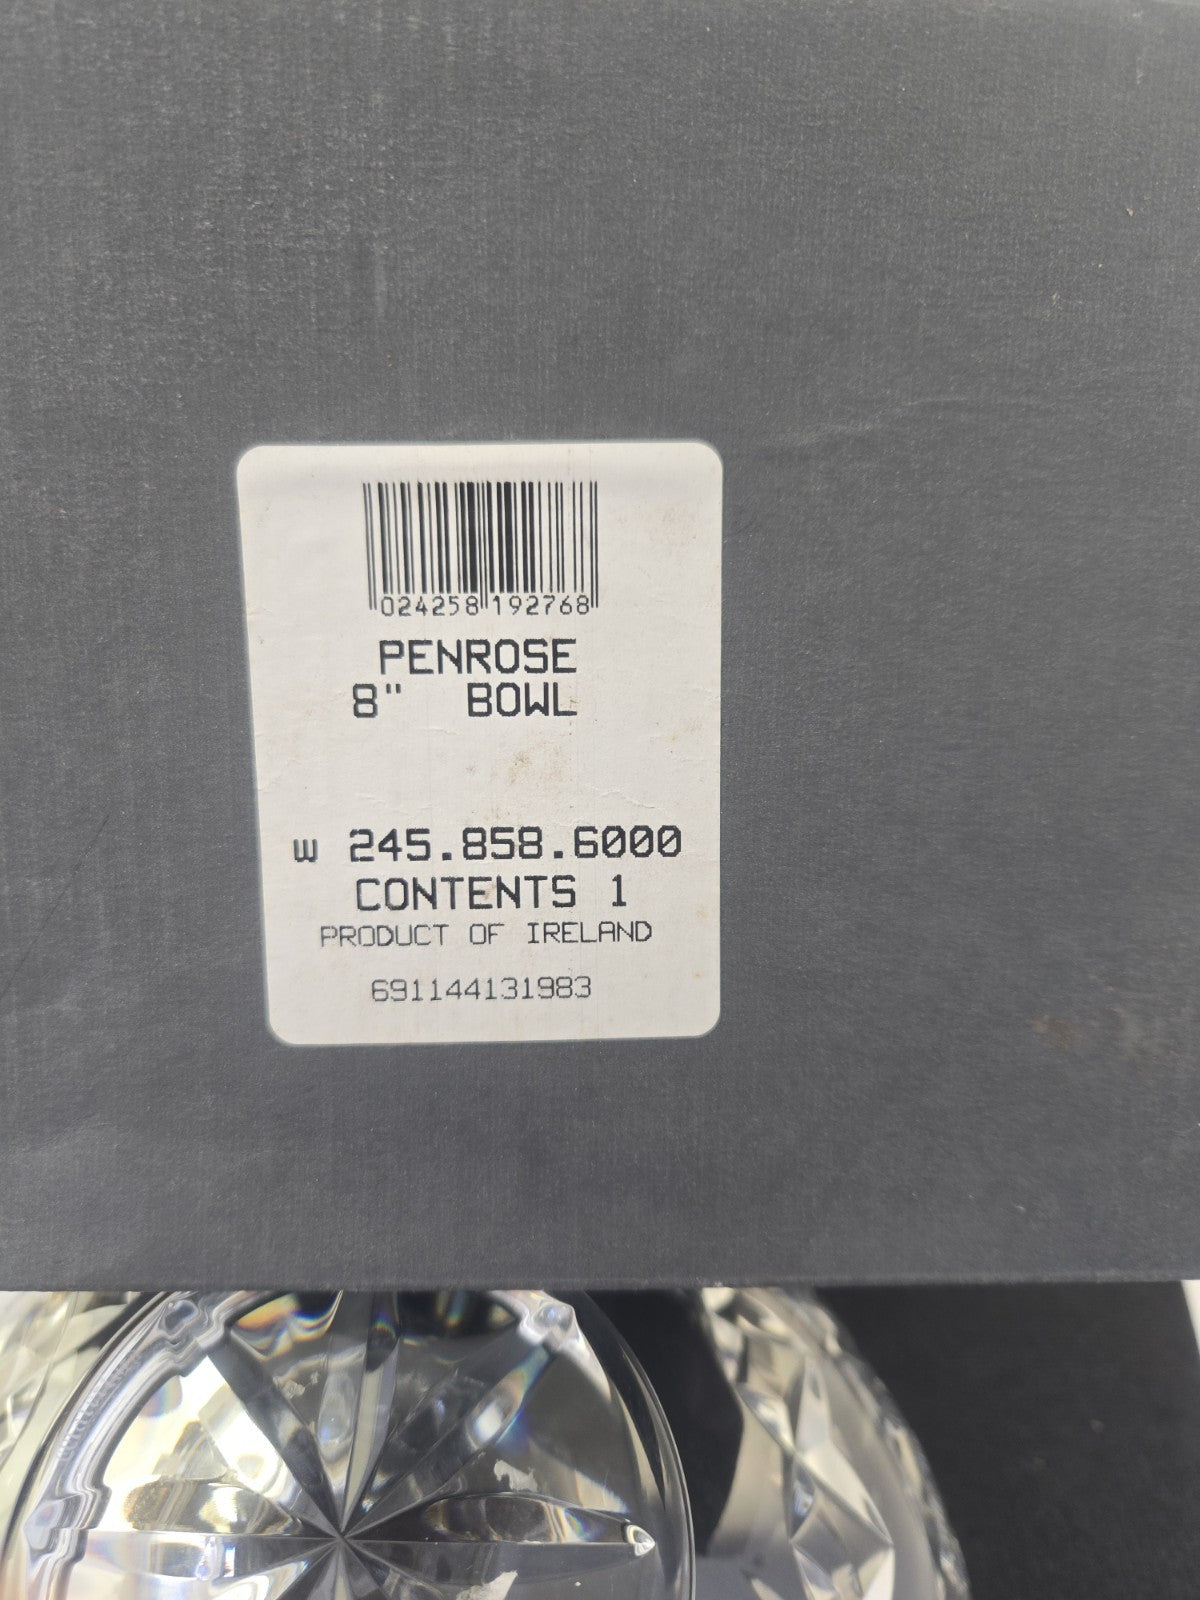 024258 192768
PENROSE
8" BOWL
W 245.858.6000
CONTENTS 1
PRODUCT OF IRELAND
691144131983